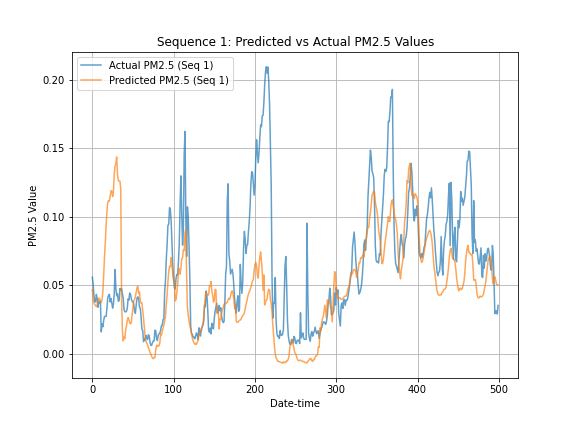 Sequence 1: Predicted vs Actual PM2.5 Values
Actual PM2.5 (Seq 1)
Predicted PM2.5 (Seq 1)
PM2.5 Value
0.20
0.15
0.10
0.05
0.00
0 100 200 300 400 500
Date-time